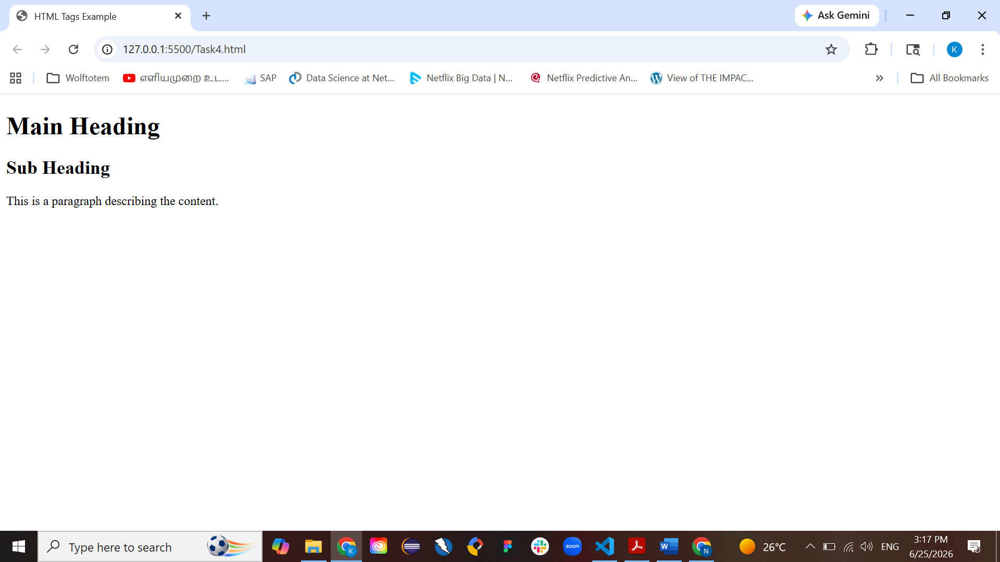 HTML Tags Example
Ask Gemini
127.0.0.1:5500/Task4.html
K
Wolftotem
எளியமுறை உட...
SAP
Data Science at Net...
Netflix Big Data | N...
Netflix Predictive An...
View of THE IMPAC...
All Bookmarks
Main Heading
Sub Heading
This is a paragraph describing the content.
Type here to search
K
zoom
W
N
26°C
ENG
3:17 PM
6/25/2026